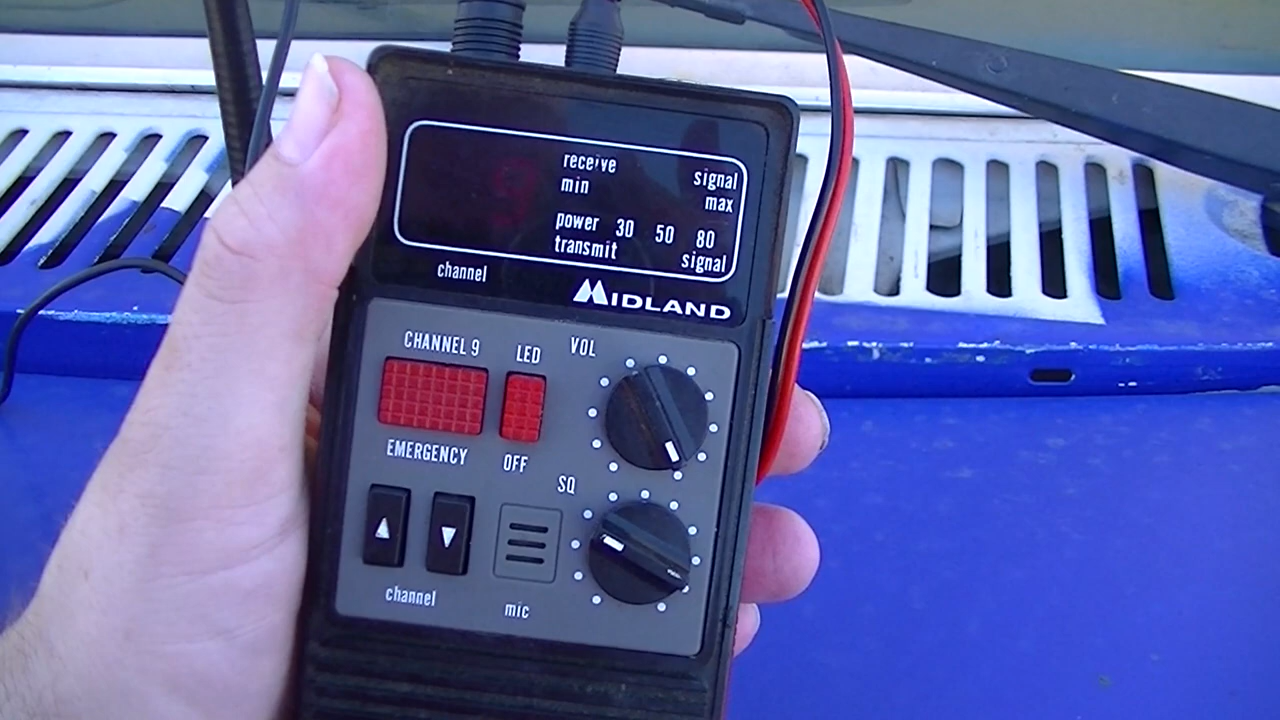 receive signal
min max
power 30 50 80
transmit signal
channel
MIDLAND
CHANNEL 9 LED VOL
EMERGENCY OFF
SQ
channel mic